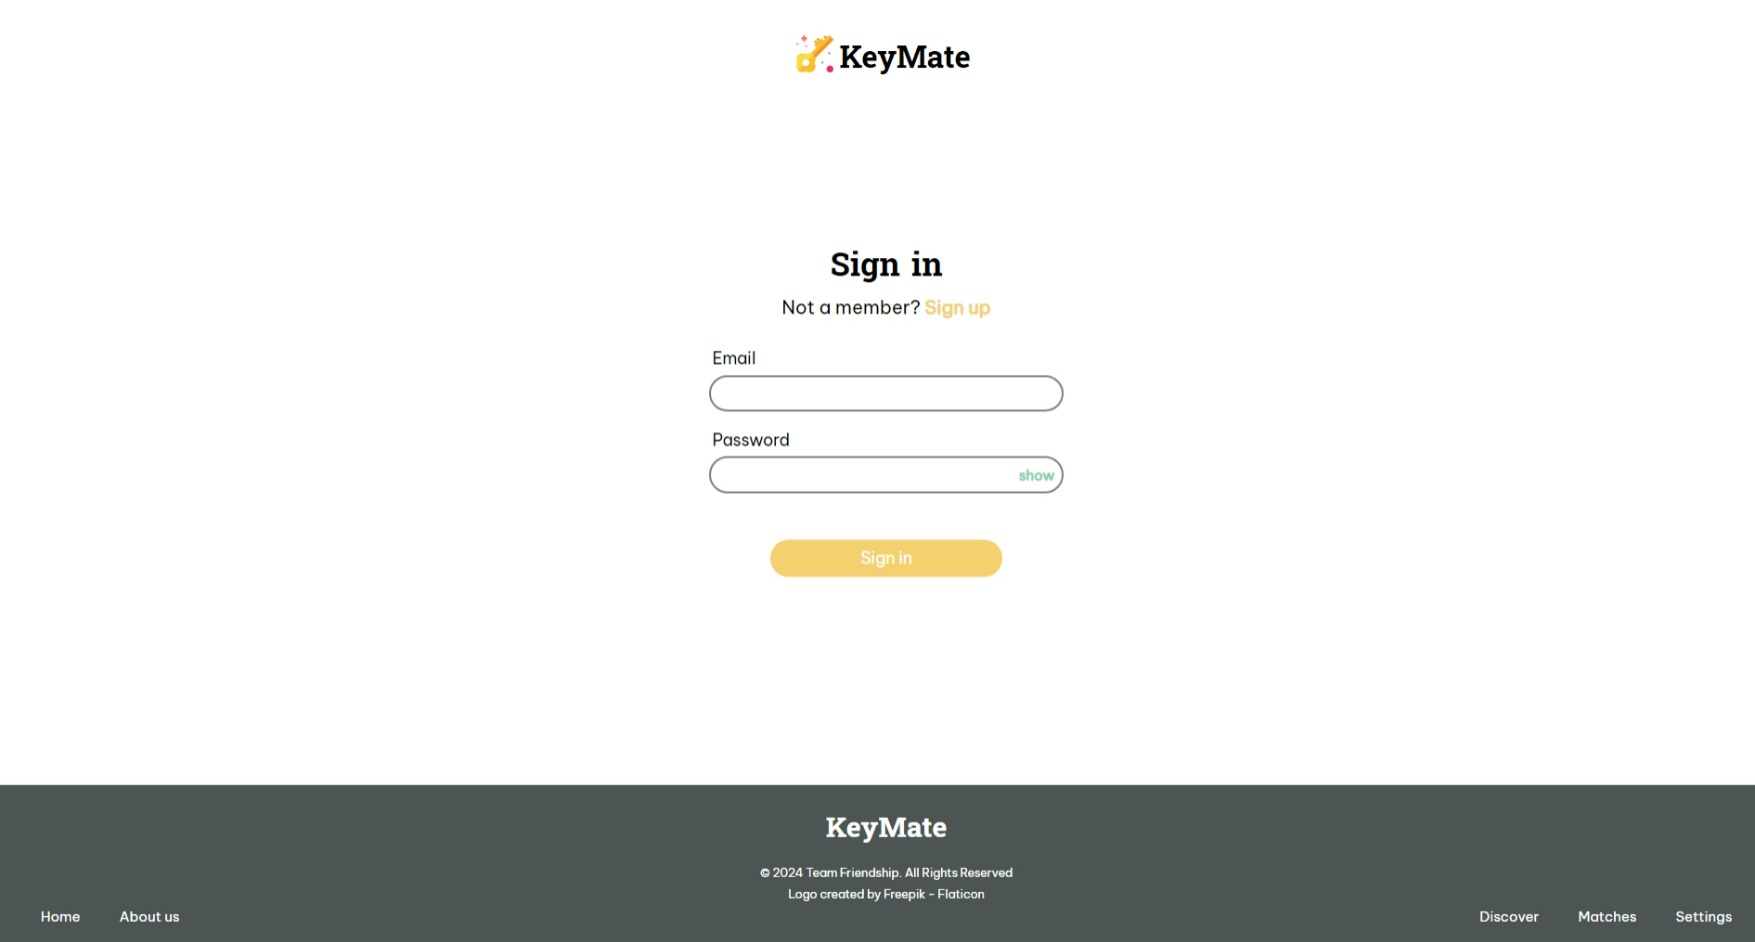 KeyMate
Sign in
Not a member? Sign up
Email
Password
show
Sign in
KeyMate
© 2024 Team Friendship. All Rights Reserved
Logo created by Freepik - Flaticon
Home About us Discover Matches Settings